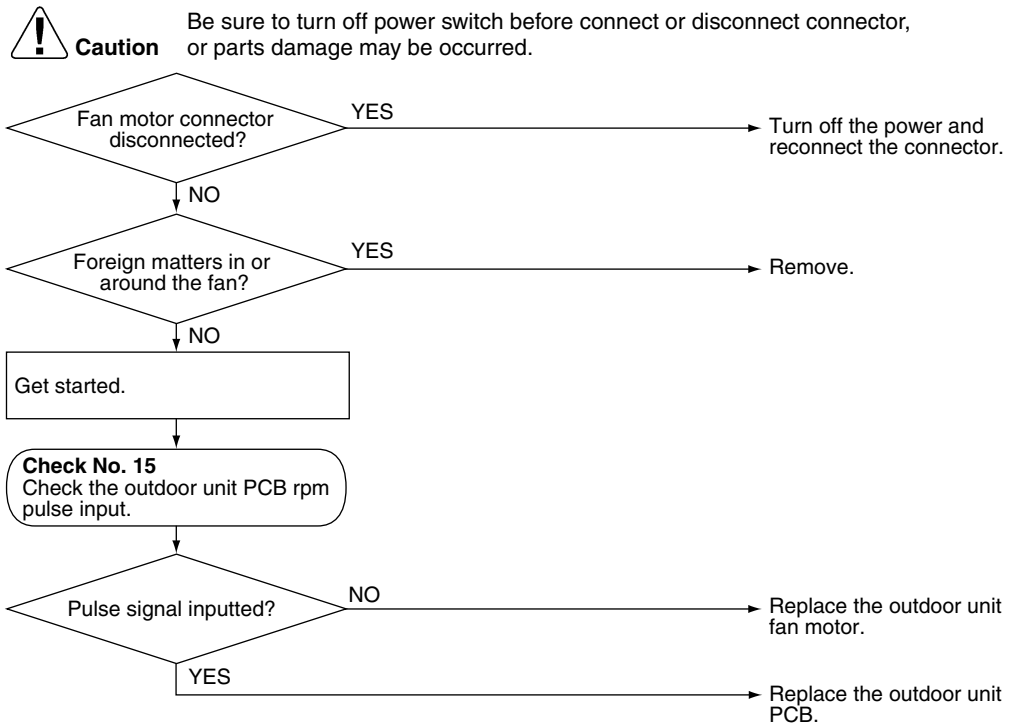 Be sure to turn off power switch before connect or disconnect connector,
Caution or parts damage may be occurred.
Fan motor connector
disconnected?
YES
Turn off the power and
reconnect the connector.
NO
Foreign matters in or
around the fan?
YES
Remove.
NO
Get started.
Check No. 15
Check the outdoor unit PCB rpm
pulse input.
Pulse signal inputted?
NO
Replace the outdoor unit
fan motor.
YES
Replace the outdoor unit
PCB.